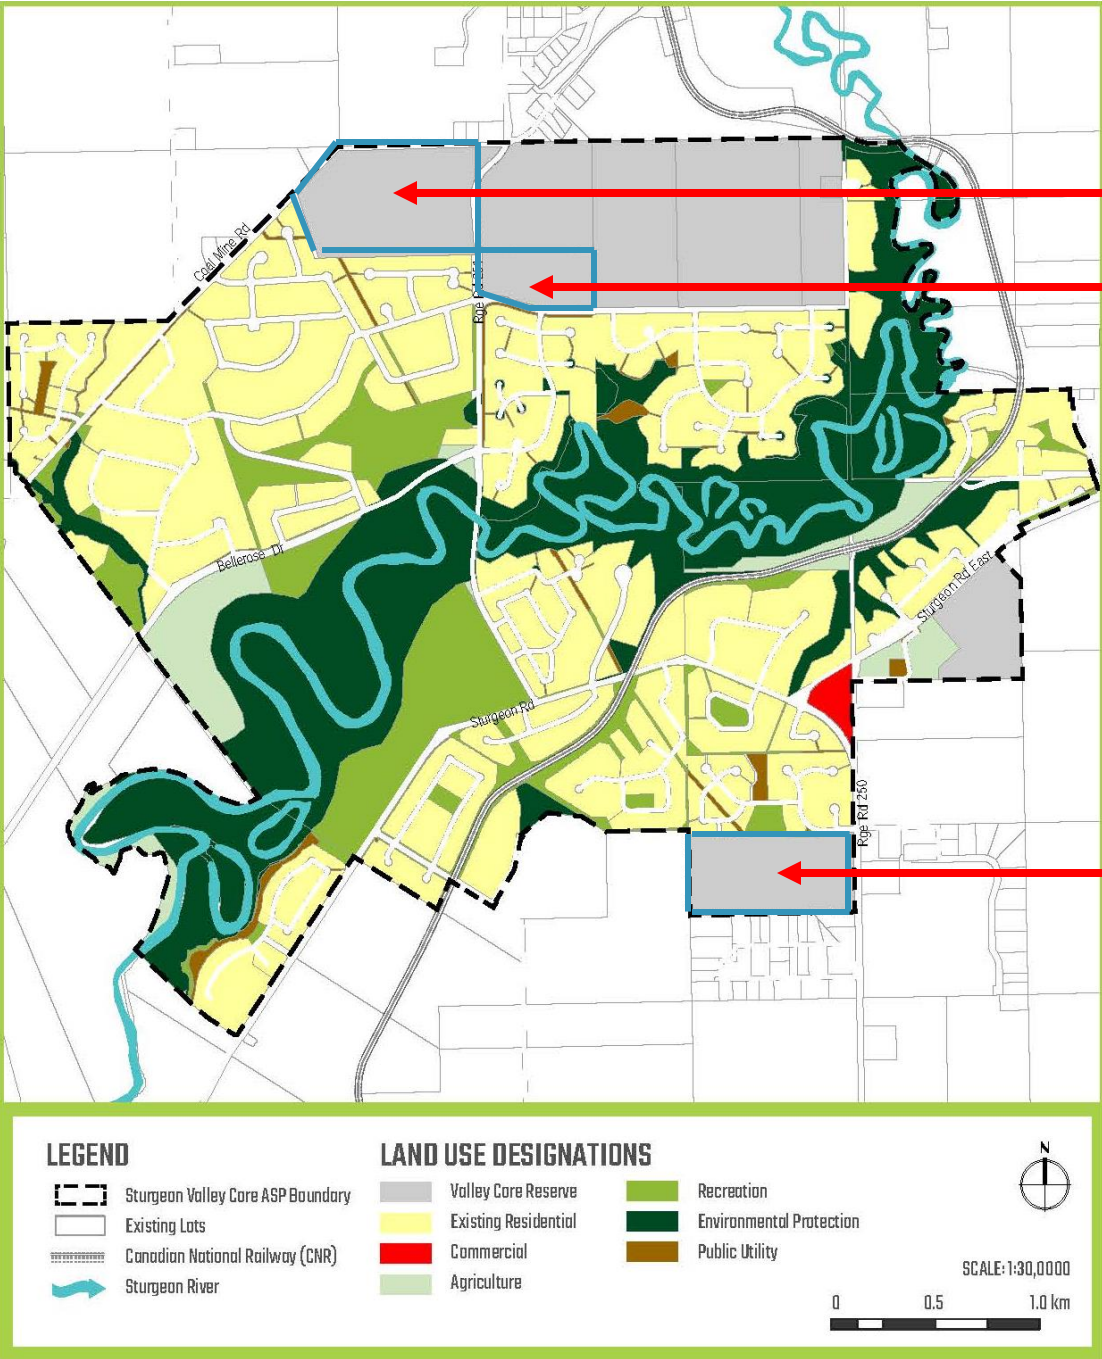 Coal Mine Rd
Bellerose Dr
Sturgeon Rd East
Sturgeon Rd
Rge Rd 250
LEGEND
Sturgeon Valley Core ASP Boundary
Existing Lots
Canadian National Railway (CNR)
Sturgeon River
LAND USE DESIGNATIONS
Valley Core Reserve
Existing Residential
Commercial
Agriculture
Recreation
Environmental Protection
Public Utility
N
SCALE: 1:30,0000
0 0.5 1.0 km